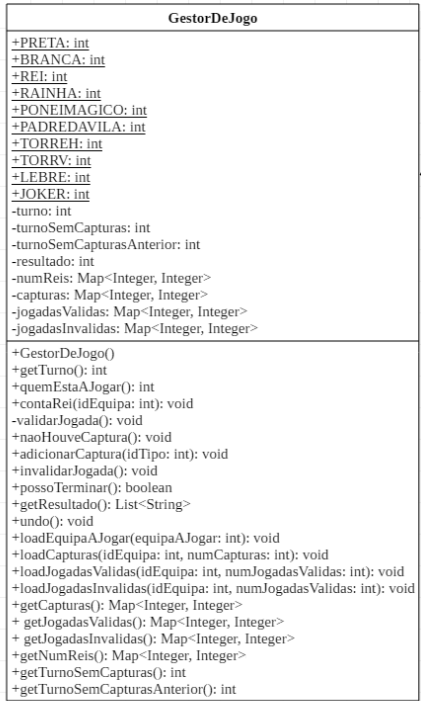 GestorDeJogo
+PRETA: int
+BRANCA: int
+REI: int
+RAINHA: int
+PONEIMAGICO: int
+PADREDAVILA: int
+TORREH: int
+TORRV: int
+LEBRE: int
+JOKER: int
-turno: int
-turnoSemCapturas: int
-turnoSemCapturasAnterior: int
-resultado: int
-numReis: Map<Integer, Integer>
-capturas: Map<Integer, Integer>
-jogadasValidas: Map<Integer, Integer>
-jogadasInvalidas: Map<Integer, Integer>
+GestorDeJogo()
+getTurno(): int
+quemEstaAJogar(): int
+contaRei(idEquipa: int): void
-validarJogada(): void
+naoHouveCaptura(): void
+adicionarCaptura(idTipo: int): void
+invalidarJogada(): void
+possoTerminar(): boolean
+getResultado(): List<String>
+undo(): void
+loadEquipaAJogar(equipaAJogar: int): void
+loadCapturas(idEquipa: int, numCapturas: int): void
+loadJogadasValidas(idEquipa: int, numJogadasValidas: int): void
+loadJogadasInvalidas(idEquipa: int, numJogadasValidas: int): void
+getCapturas(): Map<Integer, Integer>
+ getJogadasValidas(): Map<Integer, Integer>
+ getJogadasInvalidas(): Map<Integer, Integer>
+getNumReis(): Map<Integer, Integer>
+getTurnoSemCapturas(): int
+getTurnoSemCapturasAnterior(): int